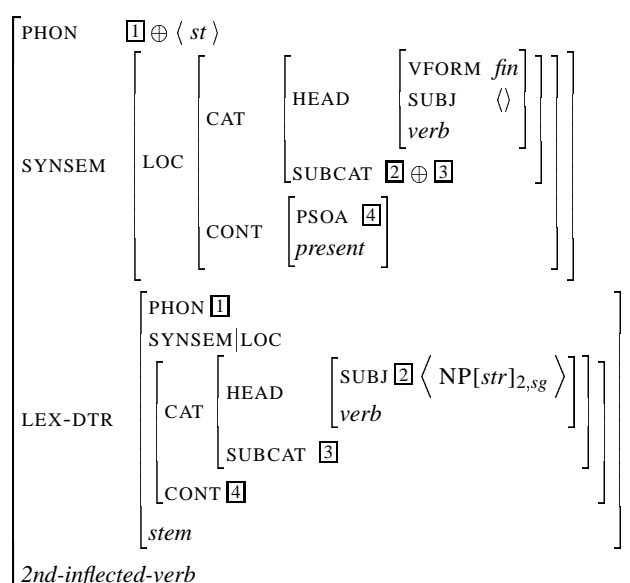 PHON 1 ⊕ ⟨ st ⟩
VFORM fin
HEAD SUBJ ⟨⟩
CAT verb
SYNSEM LOC SUBCAT 2 ⊕ 3
CONT PSOA 4
present
PHON 1
SYNSEM|LOC
HEAD SUBJ 2 ⟨ NP[str]2,sg ⟩
LEX-DTR CAT verb
SUBCAT 3
CONT 4
stem
2nd-inflected-verb